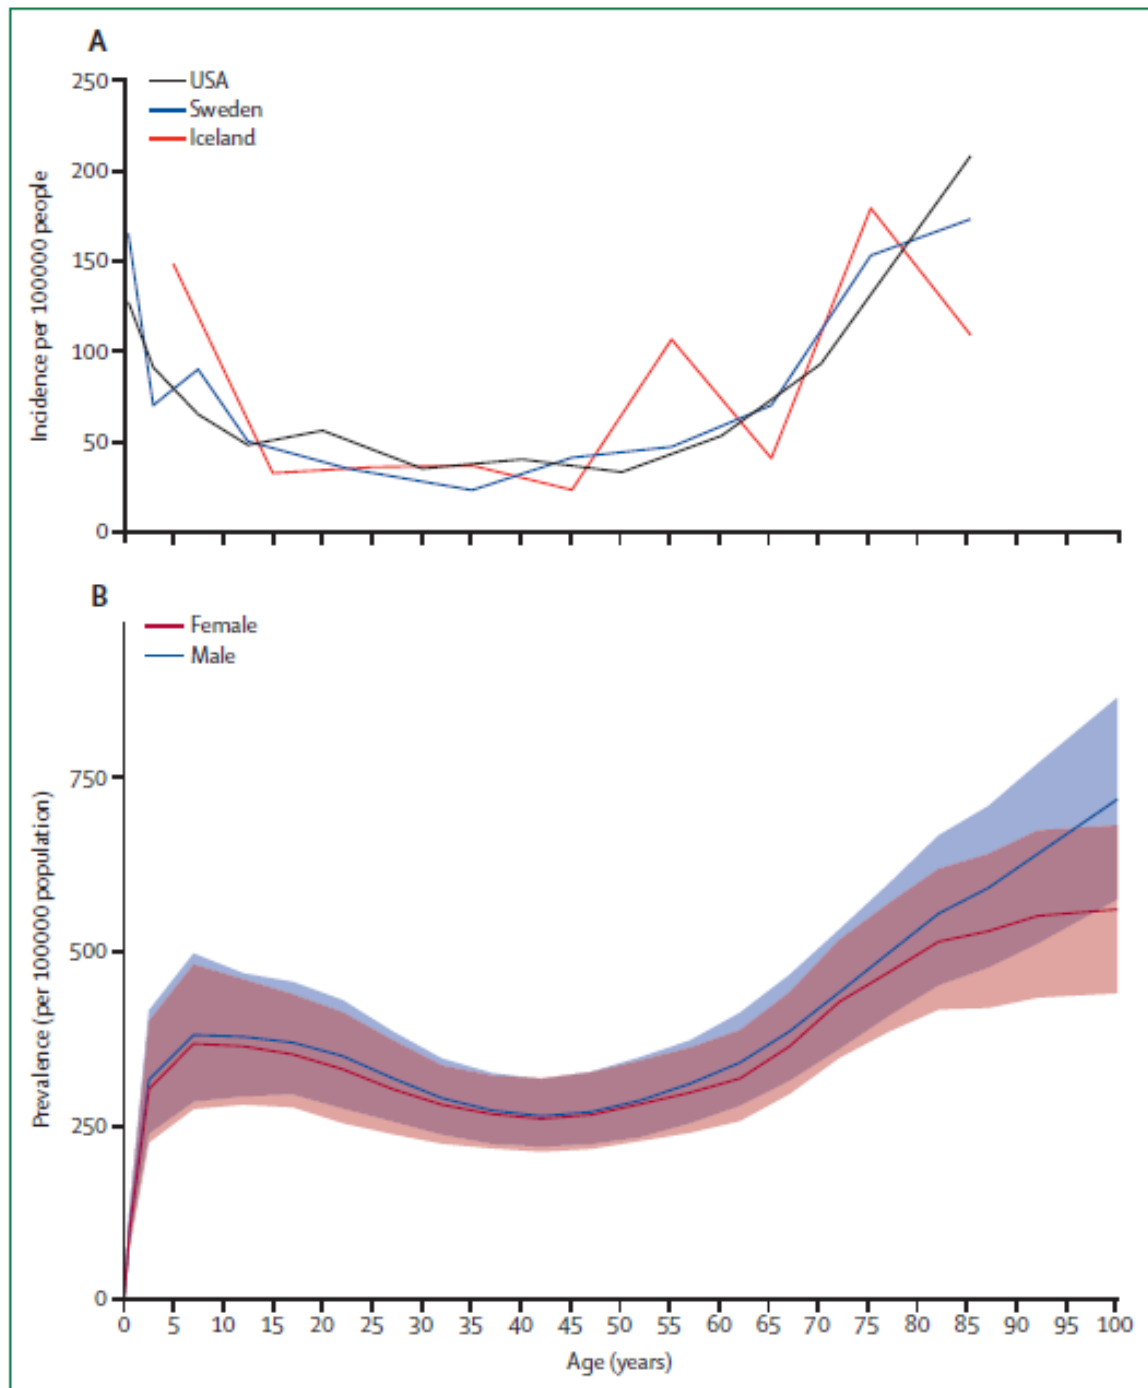 A
USA
Sweden
Iceland
250
200
150
100
50
0
Incidence per 100000 people
B
Female
Male
750
500
250
0
Prevalence (per 100000 population)
0 5 10 15 20 25 30 35 40 45 50 55 60 65 70 75 80 85 90 95 100
Age (years)